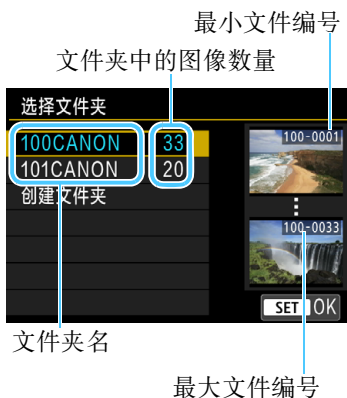 最小文件编号
文件夹中的图像数量
选择文件夹
100CANON 33
101CANON 20
创建文件夹
100-0001
100-0033
SET OK
文件夹名
最大文件编号